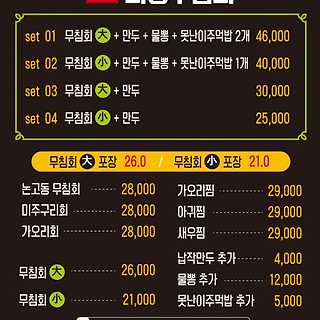 set 01 무침회 大 + 만두 + 물뽕 + 못난이주먹밥 2개 46,000
set 02 무침회 小 + 만두 + 물뽕 + 못난이주먹밥 1개 40,000
set 03 무침회 大 + 만두 30,000
set 04 무침회 小 + 만두 25,000
무침회 大 포장 26.0 / 무침회 小 포장 21.0
논고동 무침회 28,000
미주구리회 28,000
가오리회 28,000
무침회 大 26,000
무침회 小 21,000
가오리찜 29,000
아귀찜 29,000
새우찜 29,000
납작만두 추가 4,000
물뽕 추가 12,000
못난이주먹밥 추가 5,000